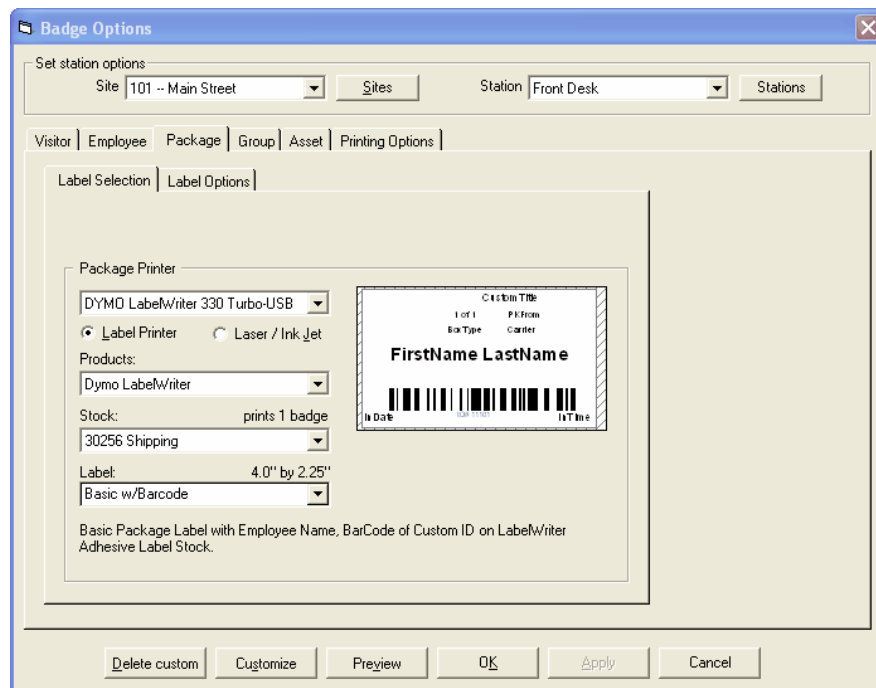 Badge Options
Set station options
Site 101 -- Main Street Sites Station Front Desk Stations
Visitor Employee Package Group Asset Printing Options
Label Selection Label Options
Package Printer
DYMO LabelWriter 330 Turbo-USB
Label Printer Laser / Ink Jet
Products:
Dymo LabelWriter
Stock: prints 1 badge
30256 Shipping
Label: 4.0" by 2.25"
Basic w/Barcode
Basic Package Label with Employee Name, BarCode of Custom ID on LabelWriter
Adhesive Label Stock.
Custom Title
1 of 1 PKFrom
BoxType Carrier
FirstName LastName
In Date In Time
Delete custom Customize Preview OK Apply Cancel